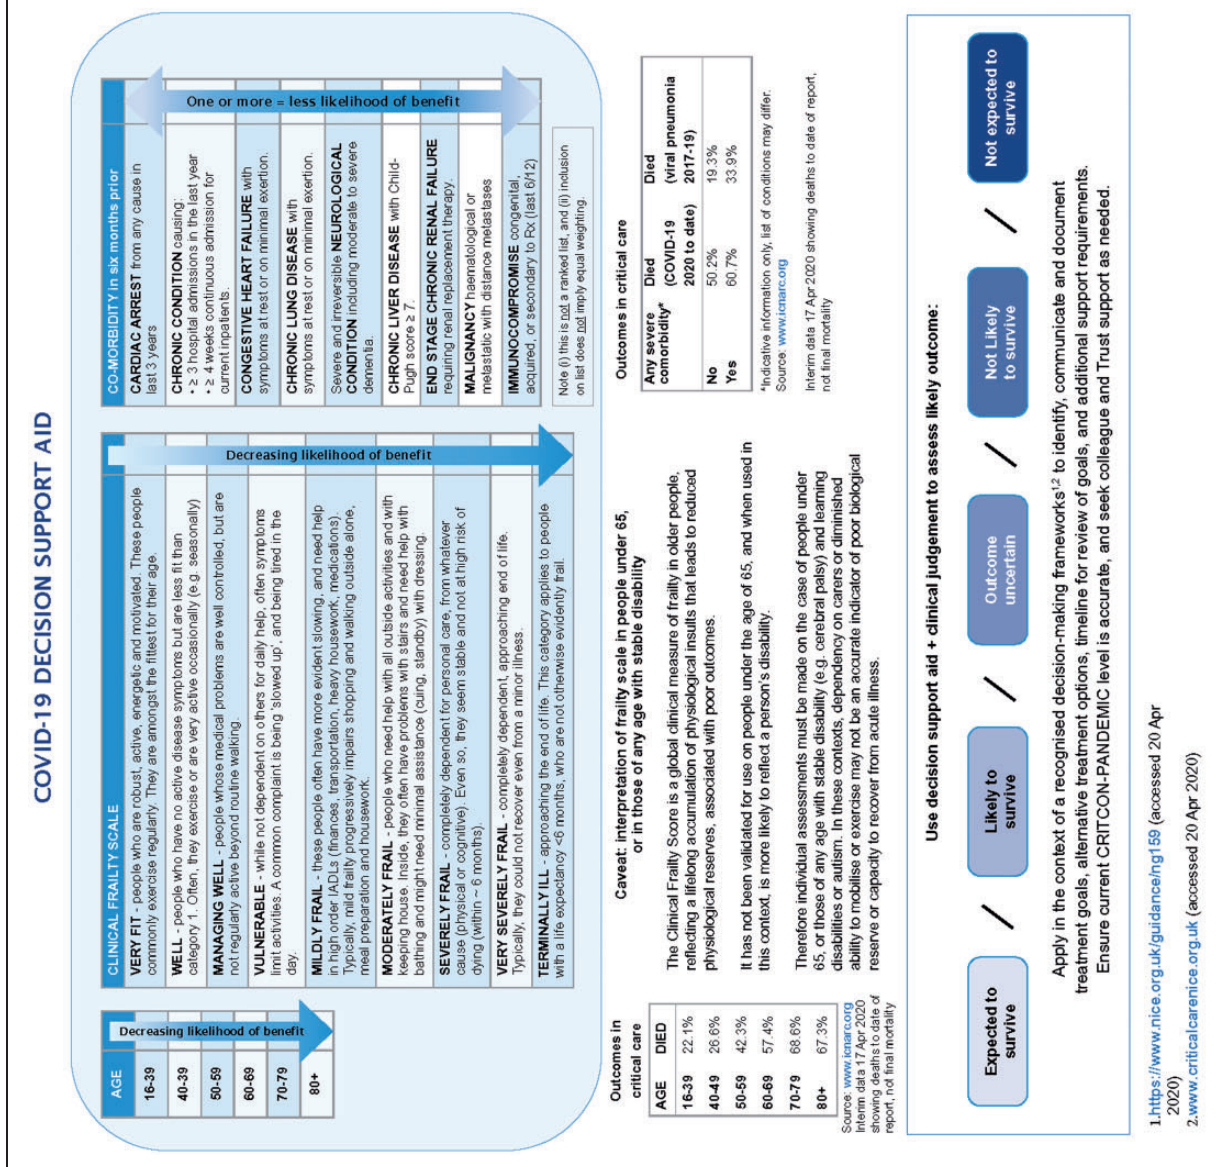 COVID-19 DECISION SUPPORT AID
AGE
Decreasing likelihood of benefit
16-39
40-39
50-59
60-69
70-79
80+
CLINICAL FRAILTY SCALE
Decreasing likelihood of benefit
VERY FIT - people who are robust, active, energetic and motivated. These people
commonly exercise regularly. They are amongst the fittest for their age.
WELL - people who have no active disease symptoms but are less fit than
category 1. Often, they exercise or are very active occasionally (e.g. seasonally)
MANAGING WELL - people whose medical problems are well controlled, but are
not regularly active beyond routine walking.
VULNERABLE - while not dependent on others for daily help, often symptoms
limit activities. A common complaint is being 'slowed up', and being tired in the
day.
MILDLY FRAIL - these people often have more evident slowing, and need help
in high order IADLs (finances, transportation, heavy housework, medications).
Typically, mild frailty progressively impairs shopping and walking outside alone,
meal preparation and housework.
MODERATELY FRAIL - people who need help with all outside activities and with
keeping house. Inside, they often have problems with stairs and need help with
bathing and might need minimal assistance (cuing, standby) with dressing.
SEVERELY FRAIL - completely dependent for personal care, from whatever
cause (physical or cognitive). Even so, they seem stable and not at high risk of
dying (within ~ 6 months).
VERY SEVERELY FRAIL - completely dependent, approaching end of life.
Typically, they could not recover even from a minor illness.
TERMINALLY ILL - approaching the end of life. This category applies to people
with a life expectancy <6 months, who are not otherwise evidently frail.
CO-MORBIDITY in six months prior
One or more = less likelihood of benefit
CARDIAC ARREST from any cause in
last 3 years
CHRONIC CONDITION causing:
• ≥ 3 hospital admissions in the last year
• ≥ 4 weeks continuous admission for
current inpatients.
CONGESTIVE HEART FAILURE with
symptoms at rest or on minimal exertion.
CHRONIC LUNG DISEASE with
symptoms at rest or on minimal exertion.
Severe and irreversible NEUROLOGICAL
CONDITION including moderate to severe
dementia.
CHRONIC LIVER DISEASE with Child-
Pugh score ≥ 7.
END STAGE CHRONIC RENAL FAILURE
requiring renal replacement therapy.
MALIGNANCY haematological or
metastatic with distance metastases
IMMUNOCOMPROMISE congenital,
acquired, or secondary to Rx (last 6/12)
Note (i) this is not a ranked list, and (ii) inclusion
on list does not imply equal weighting.
Outcomes in
critical care
AGE DIED
16-39 22.1%
40-49 26.6%
50-59 42.3%
60-69 57.4%
70-79 68.6%
80+ 67.3%
Source: www.icnarc.org
Interim data 17 Apr 2020
showing deaths to date of
report, not final mortality
Caveat: interpretation of frailty scale in people under 65,
or in those of any age with stable disability
The Clinical Frailty Score is a global clinical measure of frailty in older people,
reflecting a lifelong accumulation of physiological insults that leads to reduced
physiological reserves, associated with poor outcomes.
It has not been validated for use on people under the age of 65, and when used in
this context, is more likely to reflect a person's disability.
Therefore individual assessments must be made on the case of people under
65, or those of any age with stable disability (e.g. cerebral palsy) and learning
disabilities or autism. In these contexts, dependency on carers or diminished
ability to mobilise or exercise may not be an accurate indicator of poor biological
reserve or capacity to recover from acute illness.
Outcomes in critical care
Any severe
comorbidity*
Died
(COVID-19
2020 to date)
Died
(viral pneumonia
2017-19)
No 50.2% 19.3%
Yes 60.7% 33.9%
*Indicative information only, list of conditions may differ.
Source: www.icnarc.org
Interim data 17 Apr 2020 showing deaths to date of report,
not final mortality
Use decision support aid + clinical judgement to assess likely outcome:
Expected to
survive
/
Likely to
survive
/
Outcome
uncertain
/
Not Likely
to survive
/
Not expected to
survive
Apply in the context of a recognised decision-making frameworks1,2 to identify, communicate and document
treatment goals, alternative treatment options, timeline for review of goals, and additional support requirements.
Ensure current CRITCON-PANDEMIC level is accurate, and seek colleague and Trust support as needed.
1.https://www.nice.org.uk/guidance/ng159 (accessed 20 Apr
2020)
2.www.criticalcarenice.org.uk (accessed 20 Apr 2020)